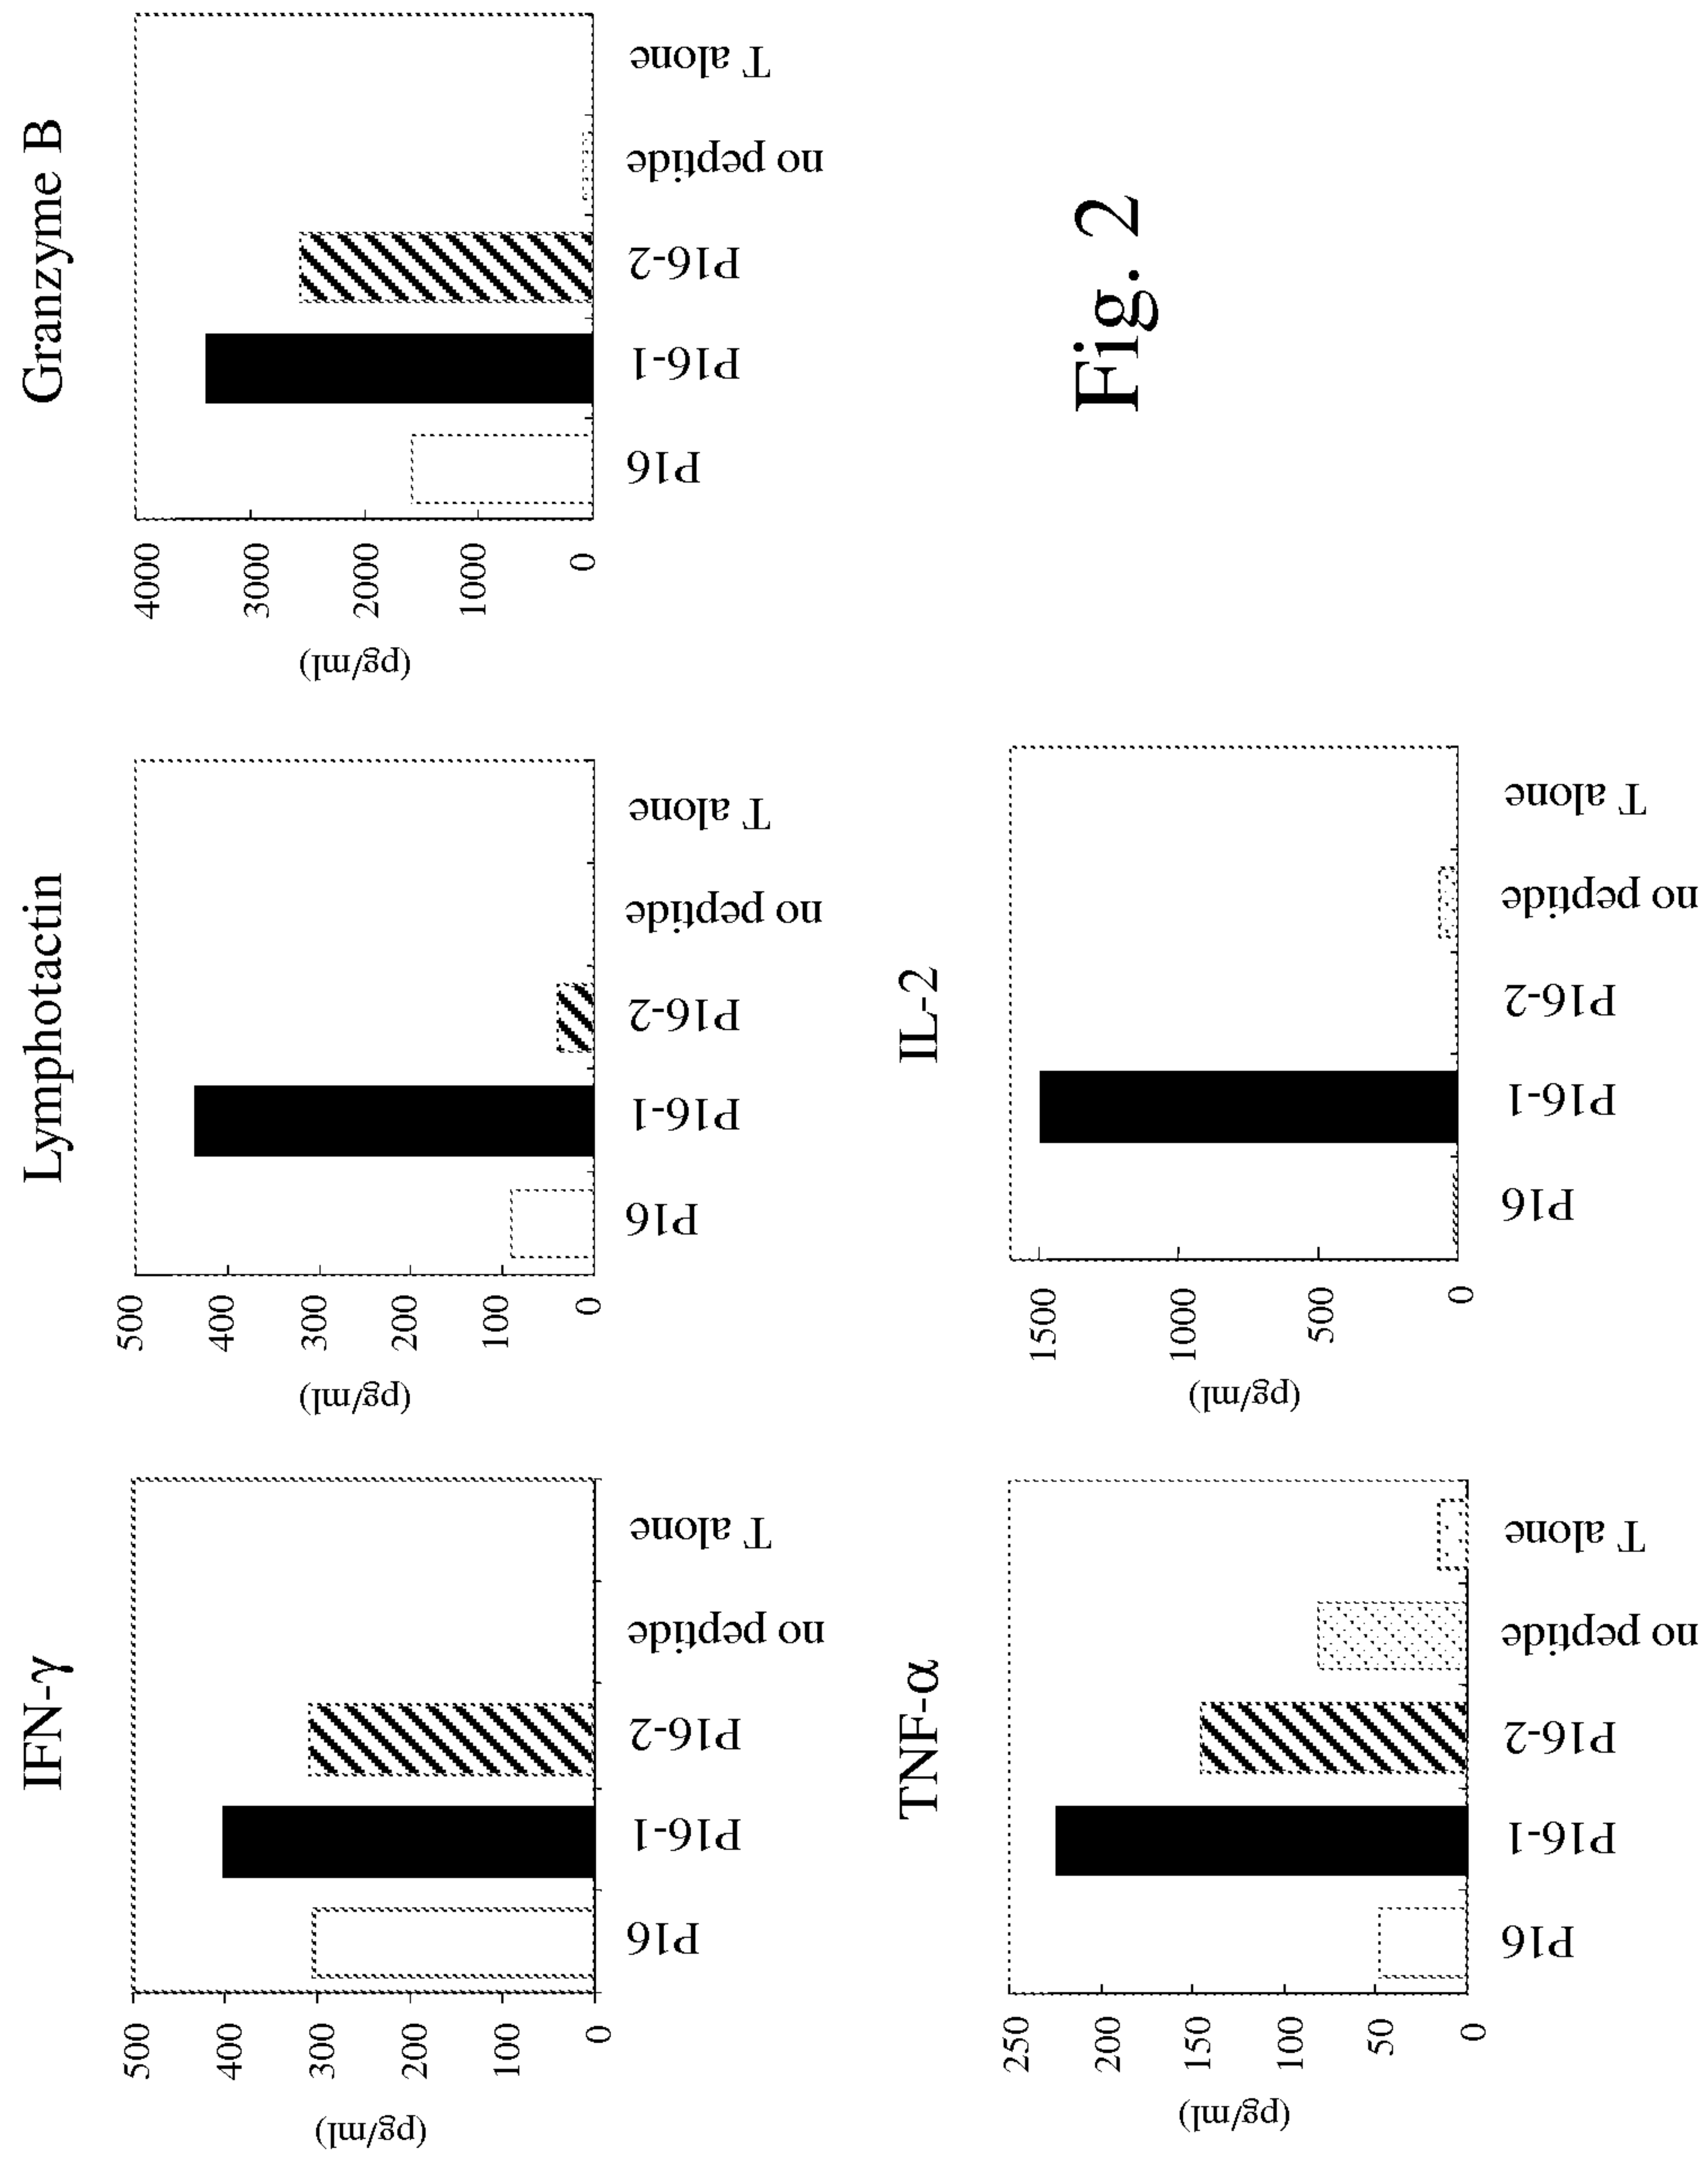 IFN-γ
(pg/ml)
500
400
300
200
100
0
P16
P16-1
P16-2
no peptide
T alone
Lymphotactin
(pg/ml)
500
400
300
200
100
0
P16
P16-1
P16-2
no peptide
T alone
Granzyme B
(pg/ml)
4000
3000
2000
1000
0
P16
P16-1
P16-2
no peptide
T alone
TNF-α
(pg/ml)
250
200
150
100
50
0
P16
P16-1
P16-2
no peptide
T alone
IL-2
(pg/ml)
1500
1000
500
0
P16
P16-1
P16-2
no peptide
T alone
Fig. 2